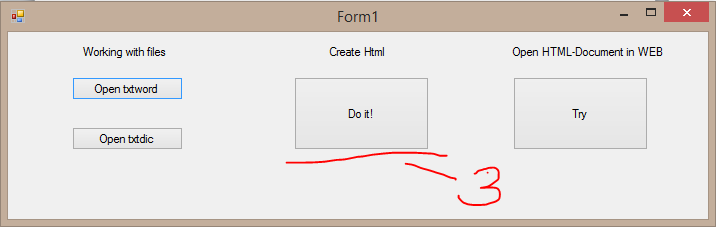 Form1
Working with files
Create Html
Open HTML-Document in WEB
Open txtword
Do it!
Try
Open txtdic
3